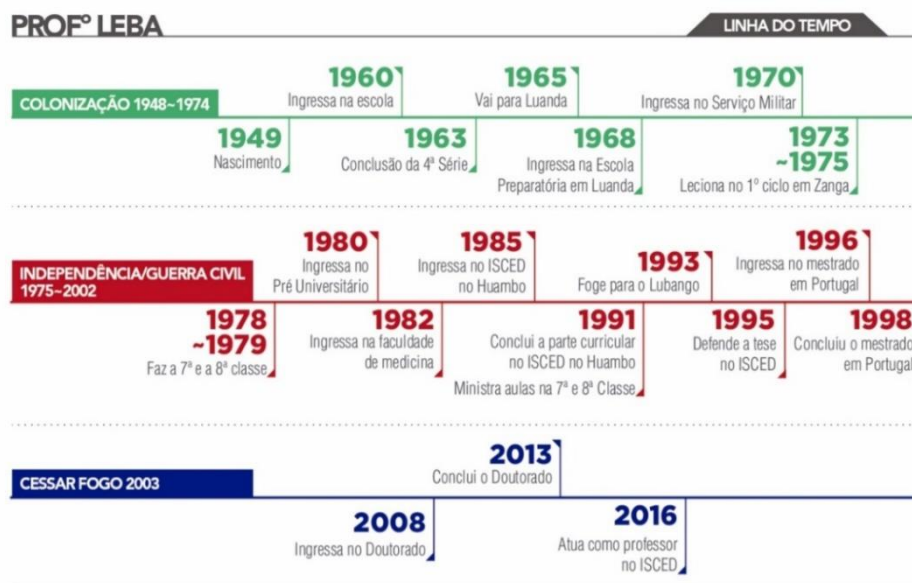 PROFº LEBA
LINHA DO TEMPO
COLONIZAÇÃO 1948~1974
1960
Ingressa na escola
1965
Vai para Luanda
1970
Ingressa no Serviço Militar
1949
Nascimento
1963
Conclusão da 4ª Série
1968
Ingressa na Escola
Preparatória em Luanda
1973
~1975
Leciona no 1º ciclo em Zanga
INDEPENDÊNCIA/GUERRA CIVIL
1975~2002
1980
Ingressa no
Pré Universitário
1985
Ingressa no ISCED
no Huambo
1993
Foge para o Lubango
1996
Ingressa no mestrado
em Portugal
1978
~1979
Faz a 7ª e a 8ª classe
1982
Ingressa na faculdade
de medicina
1991
Conclui a parte curricular
no ISCED no Huambo
Ministra aulas na 7ª e 8ª Classe
1995
Defende a tese
no ISCED
1998
Concluiu o mestrado
em Portugal
CESSAR FOGO 2003
2013
Conclui o Doutorado
2008
Ingressa no Doutorado
2016
Atua como professor
no ISCED